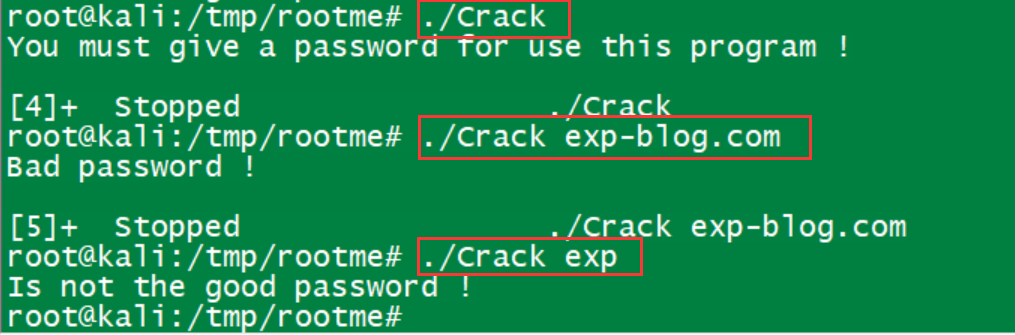 root@kali:/tmp/rootme# ./Crack
You must give a password for use this program !
[4]+  Stopped                 ./Crack
root@kali:/tmp/rootme# ./Crack exp-blog.com
Bad password !
[5]+  Stopped                 ./Crack exp-blog.com
root@kali:/tmp/rootme# ./Crack exp
Is not the good password !
root@kali:/tmp/rootme#